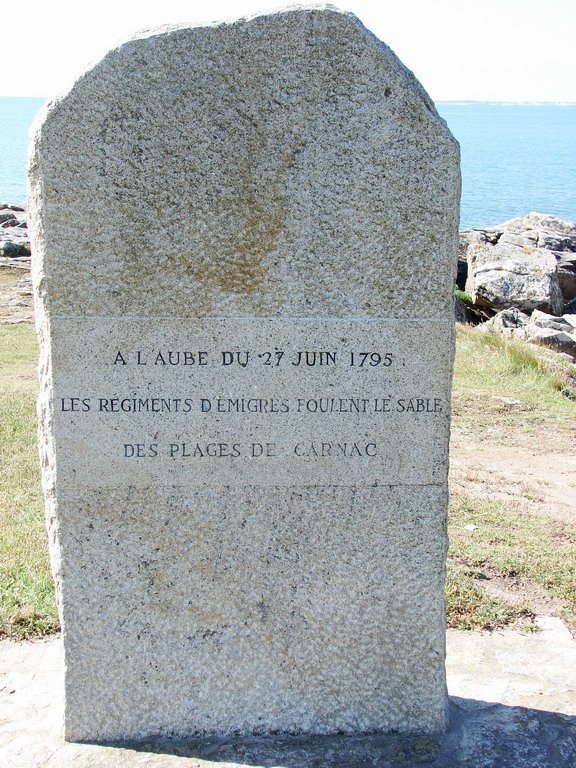 A L'AUBE DU 27 JUIN 1795
LES RÉGIMENTS D'ÉMIGRÉS FOULENT LE SABLE
DES PLAGES DE CARNAC